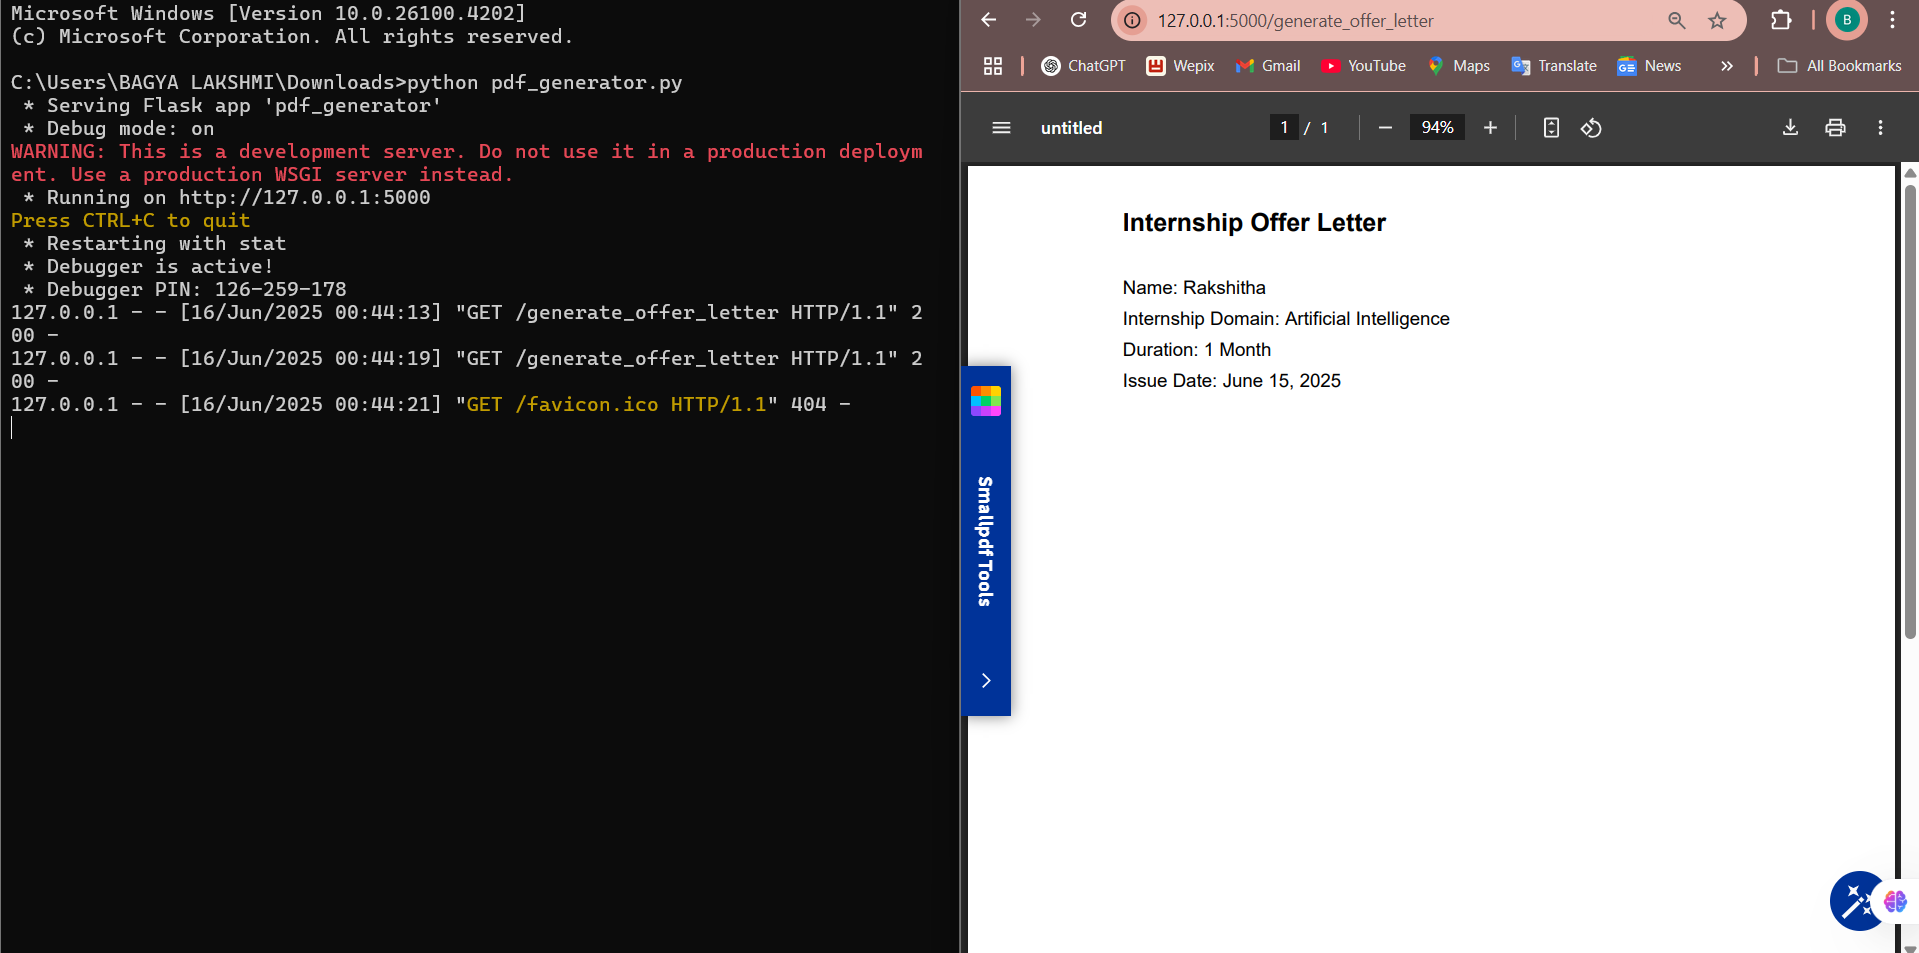 Microsoft Windows [Version 10.0.26100.4202]
(c) Microsoft Corporation. All rights reserved.
C:\Users\BAGYA LAKSHMI\Downloads>python pdf_generator.py
 * Serving Flask app 'pdf_generator'
 * Debug mode: on
WARNING: This is a development server. Do not use it in a production deploym
ent. Use a production WSGI server instead.
 * Running on http://127.0.0.1:5000
Press CTRL+C to quit
 * Restarting with stat
 * Debugger is active!
 * Debugger PIN: 126-259-178
127.0.0.1 - - [16/Jun/2025 00:44:13] "GET /generate_offer_letter HTTP/1.1" 2
00 -
127.0.0.1 - - [16/Jun/2025 00:44:19] "GET /generate_offer_letter HTTP/1.1" 2
00 -
127.0.0.1 - - [16/Jun/2025 00:44:21] "GET /favicon.ico HTTP/1.1" 404 -
127.0.0.1:5000/generate_offer_letter
B
ChatGPT Wepix Gmail YouTube Maps Translate News » All Bookmarks
untitled 1 / 1 94%
Internship Offer Letter
Name: Rakshitha
Internship Domain: Artificial Intelligence
Duration: 1 Month
Issue Date: June 15, 2025
Smallpdf Tools